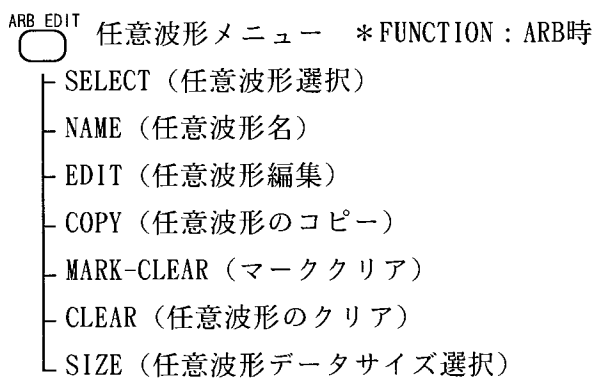 ARB EDIT
任意波形メニュー ＊FUNCTION：ARB時
SELECT（任意波形選択）
NAME（任意波形名）
EDIT（任意波形編集）
COPY（任意波形のコピー）
MARK-CLEAR（マーククリア）
CLEAR（任意波形のクリア）
SIZE（任意波形データサイズ選択）